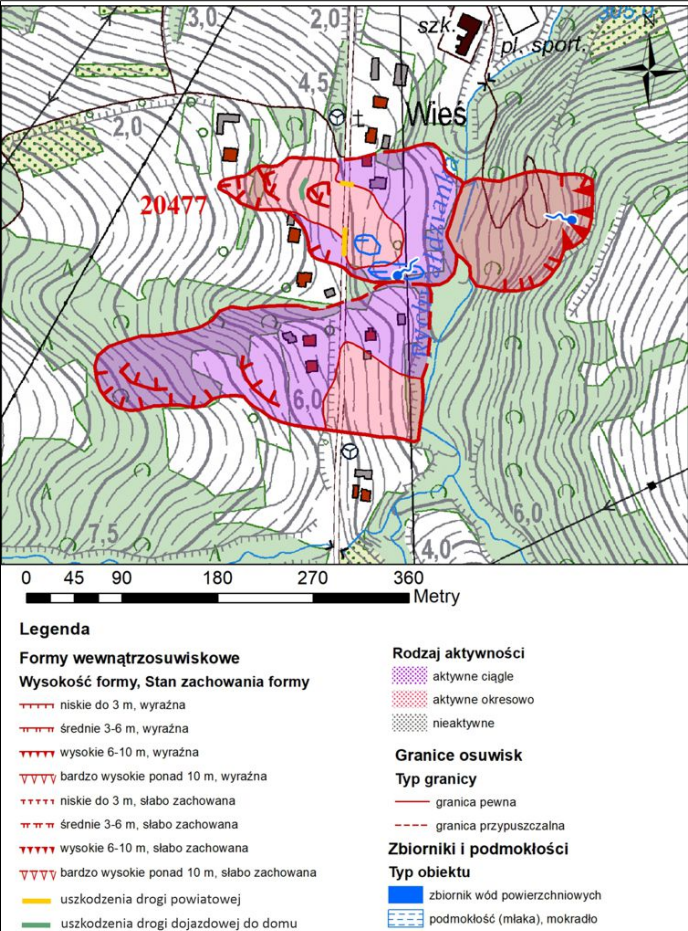 3,0
2,0
szk.
pl. sport.
N
4,5
Wieś
2,0
20477
6,0
7,5
4,0
6,0
0 45 90 180 270 360
Metry
Legenda
Formy wewnątrzosuwiskowe
Wysokość formy, Stan zachowania formy
niskie do 3 m, wyraźna
średnie 3-6 m, wyraźna
wysokie 6-10 m, wyraźna
bardzo wysokie ponad 10 m, wyraźna
niskie do 3 m, słabo zachowana
średnie 3-6 m, słabo zachowana
wysokie 6-10 m, słabo zachowana
bardzo wysokie ponad 10 m, słabo zachowana
uszkodzenia drogi powiatowej
uszkodzenia drogi dojazdowej do domu
Rodzaj aktywności
aktywne ciągle
aktywne okresowo
nieaktywne
Granice osuwisk
Typ granicy
granica pewna
granica przypuszczalna
Zbiorniki i podmokłości
Typ obiektu
zbiornik wód powierzchniowych
podmokłość (młaka), mokradło